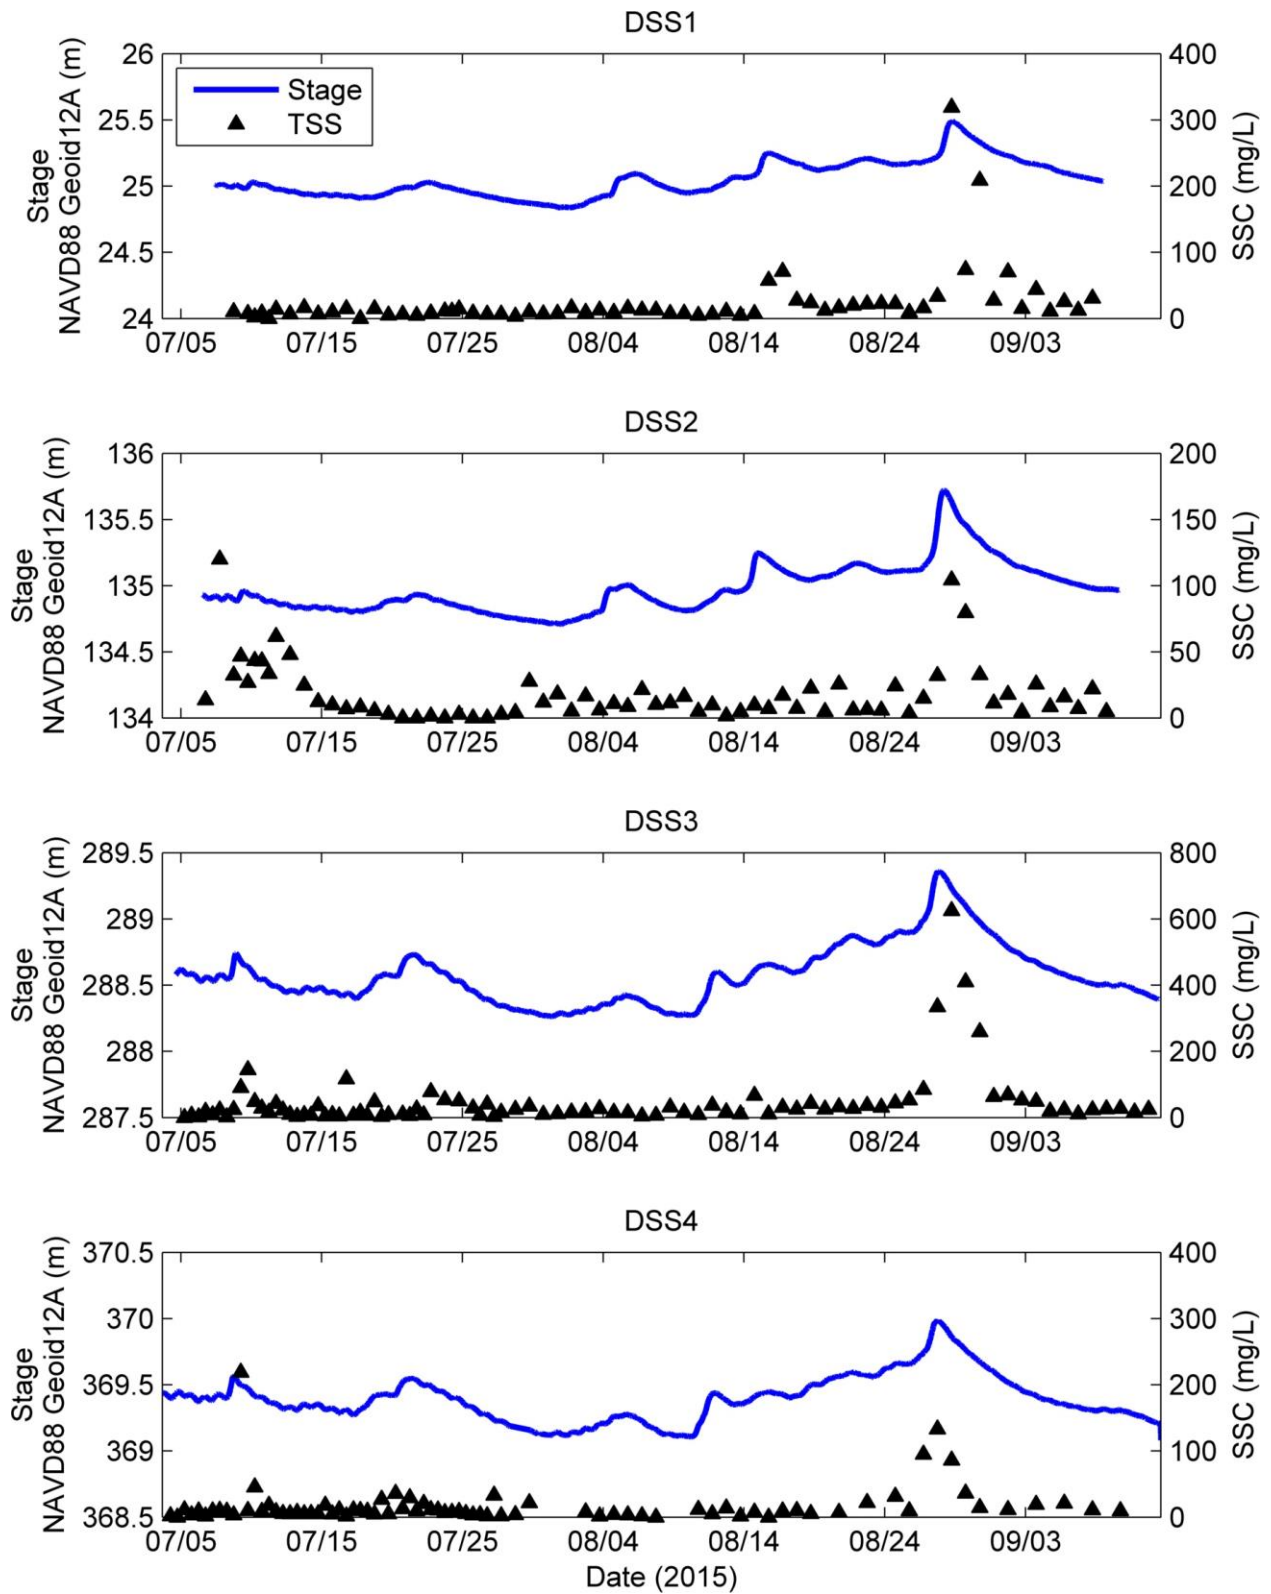 DSS1
Stage
NAVD88 Geoid12A (m)
26
25.5
25
24.5
24
Stage
TSS
400
300
200
100
0
SSC (mg/L)
07/05 07/15 07/25 08/04 08/14 08/24 09/03
DSS2
Stage
NAVD88 Geoid12A (m)
136
135.5
135
134.5
134
200
150
100
50
0
SSC (mg/L)
07/05 07/15 07/25 08/04 08/14 08/24 09/03
DSS3
Stage
NAVD88 Geoid12A (m)
289.5
289
288.5
288
287.5
800
600
400
200
0
SSC (mg/L)
07/05 07/15 07/25 08/04 08/14 08/24 09/03
DSS4
Stage
NAVD88 Geoid12A (m)
370.5
370
369.5
369
368.5
400
300
200
100
0
SSC (mg/L)
07/05 07/15 07/25 08/04 08/14 08/24 09/03
Date (2015)